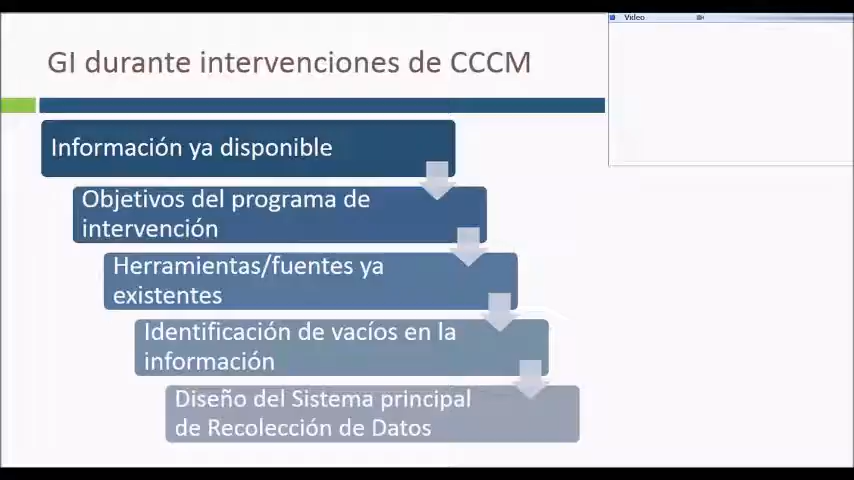 GI durante intervenciones de CCCM
Video
Información ya disponible
Objetivos del programa de
intervención
Herramientas/fuentes ya
existentes
Identificación de vacíos en la
información
Diseño del Sistema principal
de Recolección de Datos